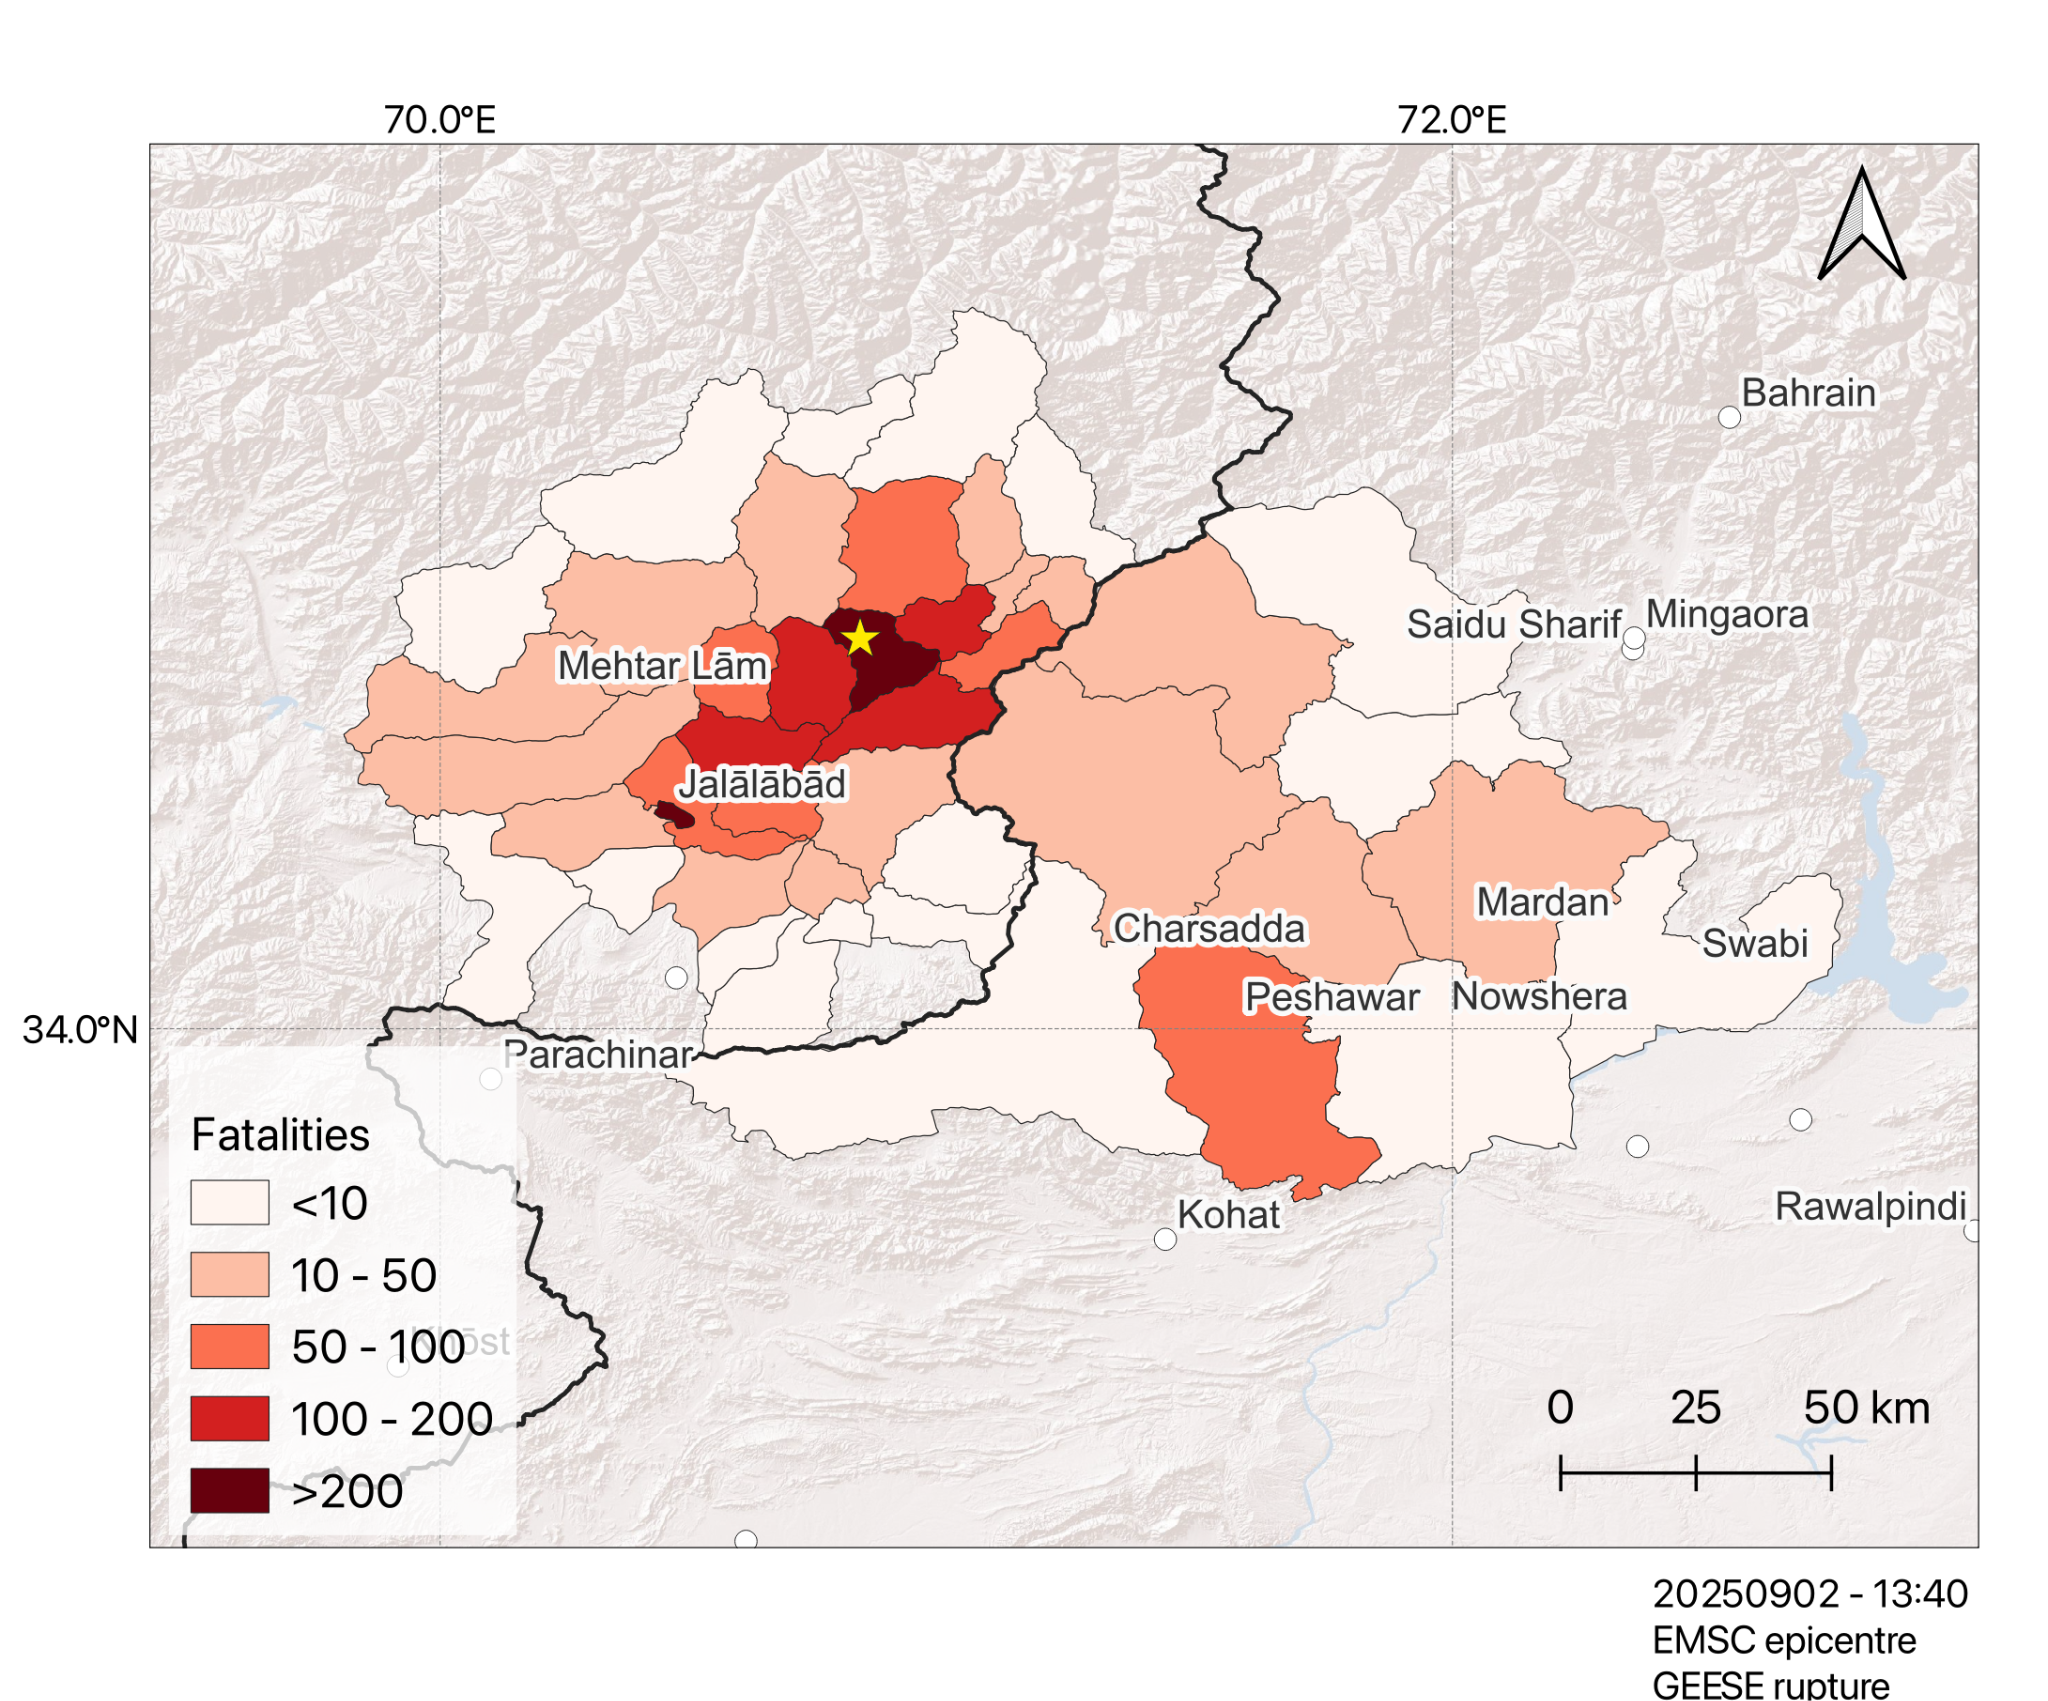 70.0°E
72.0°E
Bahrain
Saidu Sharif
Mingaora
Mehtar Lām
Jalālābād
Mardan
Charsadda
Swabi
Peshawar
Nowshera
34.0°N
Parachinar
Fatalities
<10
10 - 50
50 - 100
100 - 200
>200
Khōst
Kohat
Rawalpindi
0
25
50 km
20250902 - 13:40
EMSC epicentre
GEESE rupture